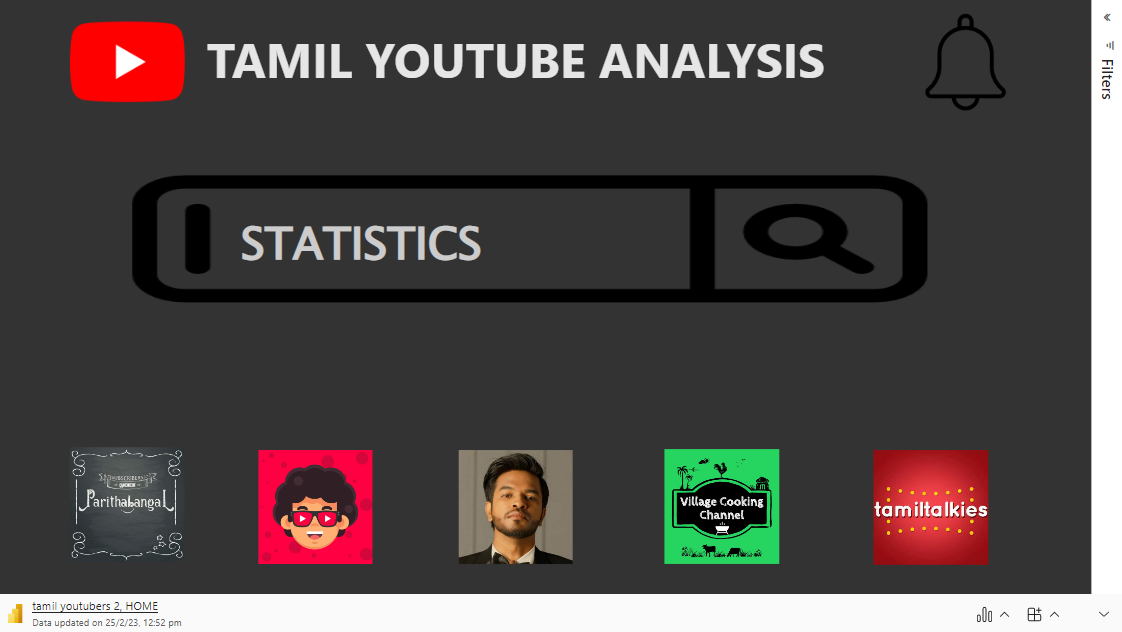 TAMIL YOUTUBE ANALYSIS
Filters
STATISTICS
Parithabangal
Village Cooking
Channel
tamiltalkies
tamil youtubers 2, HOME
Data updated on 25/2/23, 12:52 pm